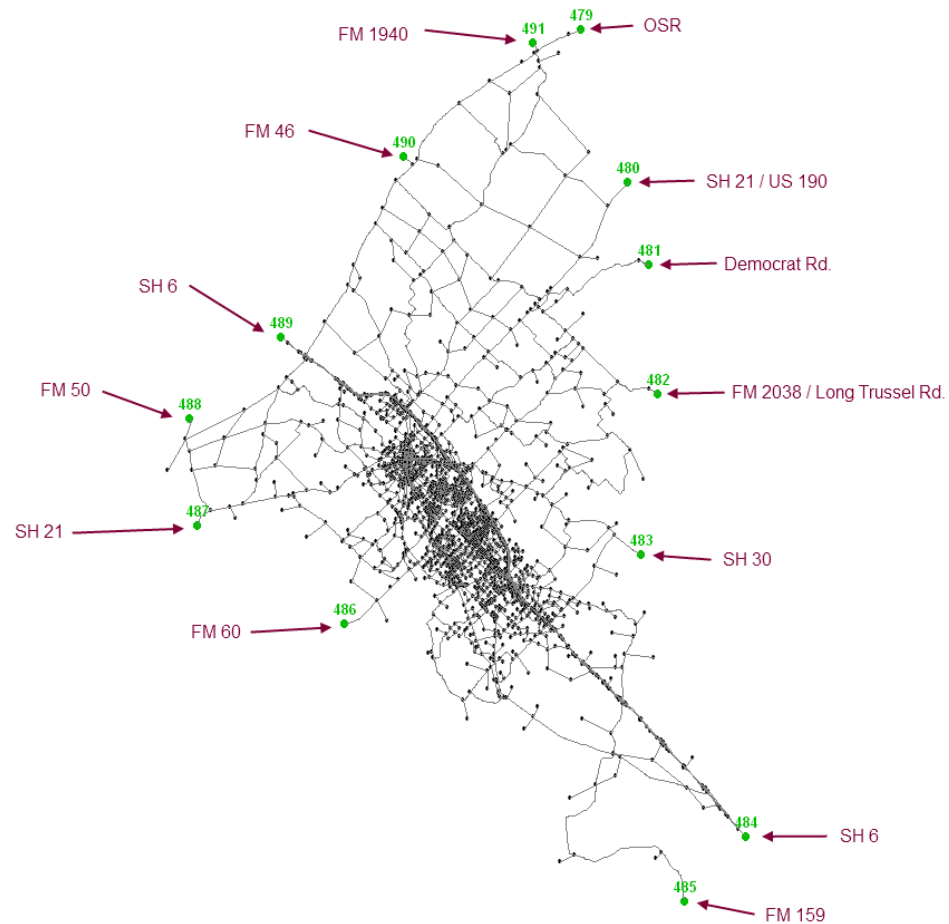 479
OSR
491
FM 1940
FM 46
490
480
SH 21 / US 190
481
Democrat Rd.
SH 6
489
482
FM 2038 / Long Trussel Rd.
FM 50
488
487
SH 21
483
SH 30
486
FM 60
484
SH 6
485
FM 159